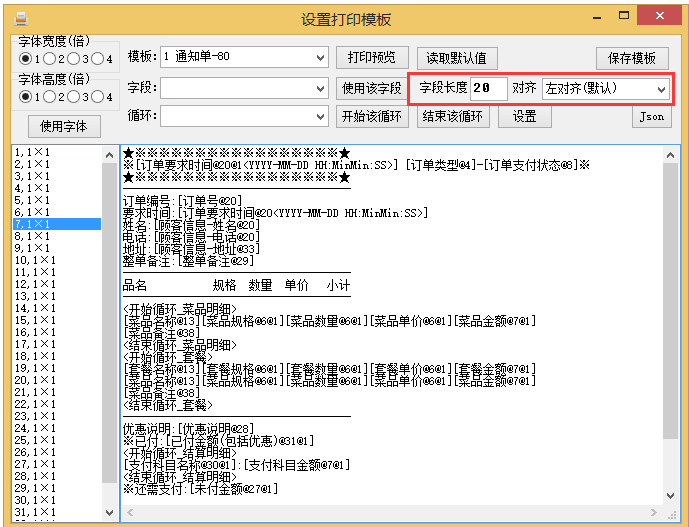 设置打印模板
字体宽度(倍)
1 2 3 4
字体高度(倍)
1 2 3 4
使用字体
模板: 1 通知单-80 打印预览 读取默认值 保存模板
字段: 使用该字段 字段长度 20 对齐 左对齐(默认)
循环: 开始该循环 结束该循环 设置 Json
1,1×1
2,1×1
3,1×1
4,1×1
5,1×1
6,1×1
7,1×1
8,1×1
9,1×1
10,1×1
11,1×1
12,1×1
13,1×1
14,1×1
15,1×1
16,1×1
17,1×1
18,1×1
19,1×1
20,1×1
21,1×1
22,1×1
23,1×1
24,1×1
25,1×1
26,1×1
27,1×1
28,1×1
29,1×1
30,1×1
31,1×1
★※※※※※※※※※※※※※※※※※★
※[订单要求时间@20@1<YYYY-MM-DD HH:MinMin:SS>] [订单类型@4]-[订单支付状态@8]※
★※※※※※※※※※※※※※※※※※★
订单编号:[订单号@20]
要求时间:[订单要求时间@20<YYYY-MM-DD HH:MinMin:SS>]
姓名:[顾客信息-姓名@20]
电话:[顾客信息-电话@20]
地址:[顾客信息-地址@33]
整单备注:[整单备注@29]
品名 规格 数量 单价 小计
<开始循环_菜品明细>
[菜品名称@13][菜品规格@6@1][菜品数量@6@1][菜品单价@6@1][菜品金额@7@1]
[菜品备注@38]
<结束循环_菜品明细>
<开始循环_套餐>
[套餐名称@13][套餐规格@6@1][套餐数量@6@1][套餐单价@6@1][套餐金额@7@1]
[菜品名称@13][菜品规格@6@1][菜品数量@6@1][菜品单价@6@1][菜品金额@7@1]
[菜品备注@38]
<结束循环_套餐>
优惠说明:[优惠说明@28]
※已付:[已付金额(包括优惠)@31@1]
<开始循环_结算明细>
[支付科目名称@30@1]:[支付科目金额@7@1]
<结束循环_结算明细>
※还需支付:[未付金额@27@1]